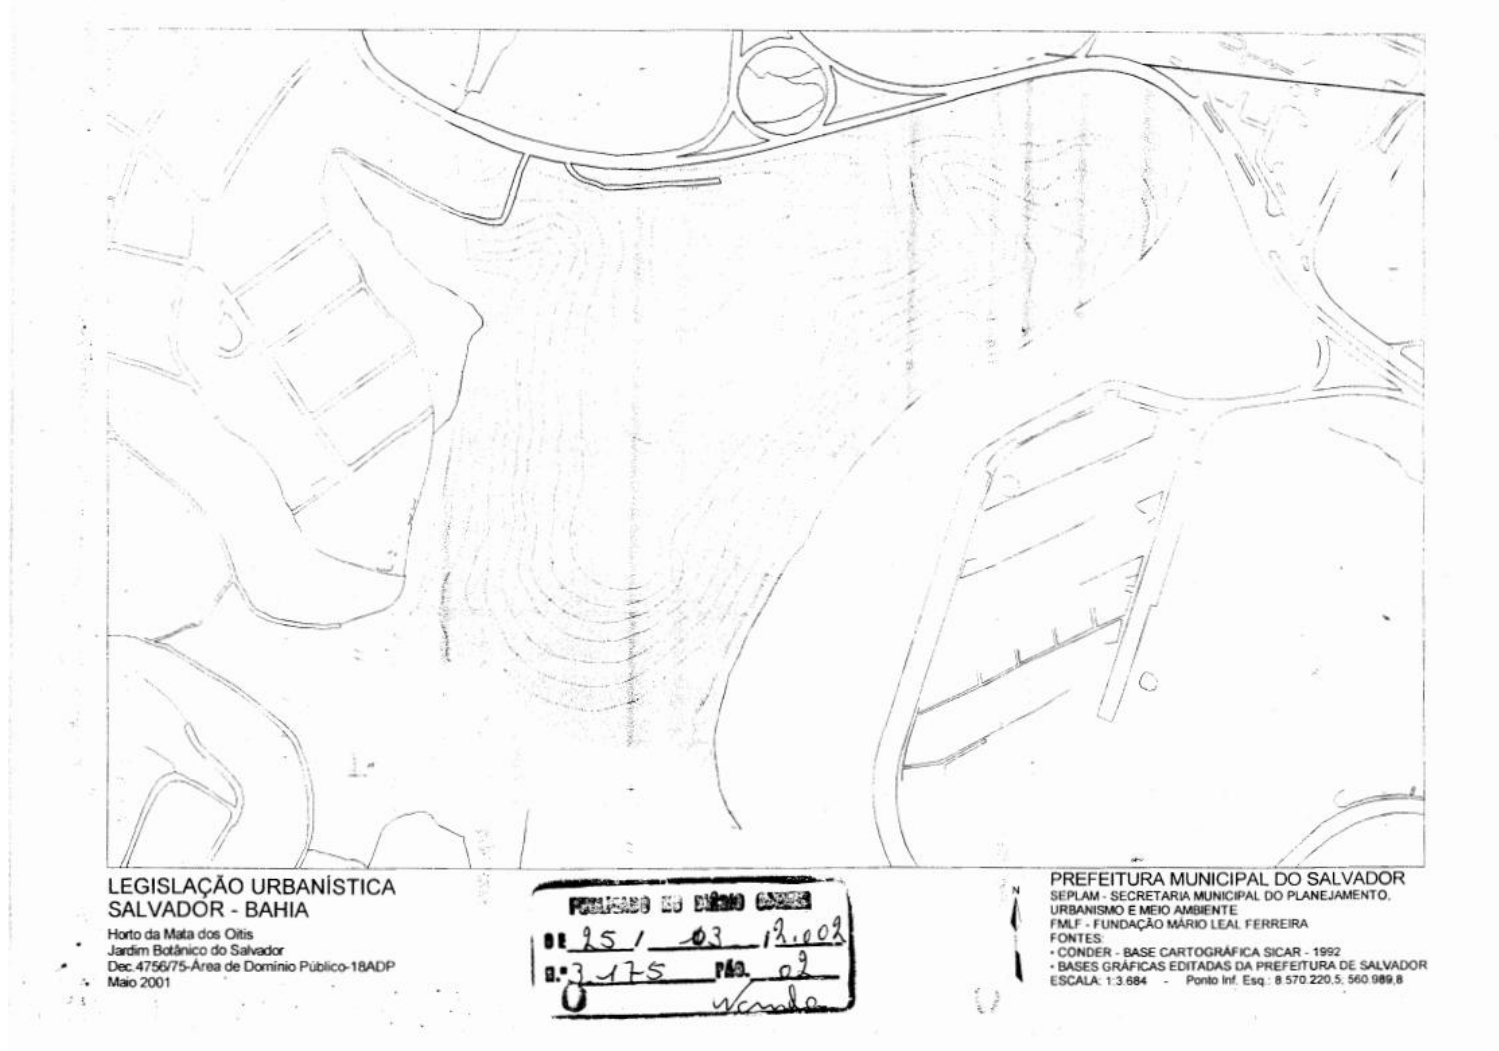 LEGISLAÇÃO URBANÍSTICA
SALVADOR - BAHIA
Horto da Mata dos Oitis
Jardim Botânico do Salvador
Dec.4756/75-Área de Domínio Público-18ADP
Maio 2001
PUBLICADO NO DIÁRIO
DE 25 / 03 / 2.002
N.º 3.175 PÁG. 02
N
PREFEITURA MUNICIPAL DO SALVADOR
SEPLAM - SECRETARIA MUNICIPAL DO PLANEJAMENTO,
URBANISMO E MEIO AMBIENTE
FMLF - FUNDAÇÃO MÁRIO LEAL FERREIRA
FONTES:
• CONDER - BASE CARTOGRÁFICA SICAR - 1992
• BASES GRÁFICAS EDITADAS DA PREFEITURA DE SALVADOR
ESCALA: 1:3.684 - Ponto Inf. Esq.: 8.570.220,5; 560.989,8